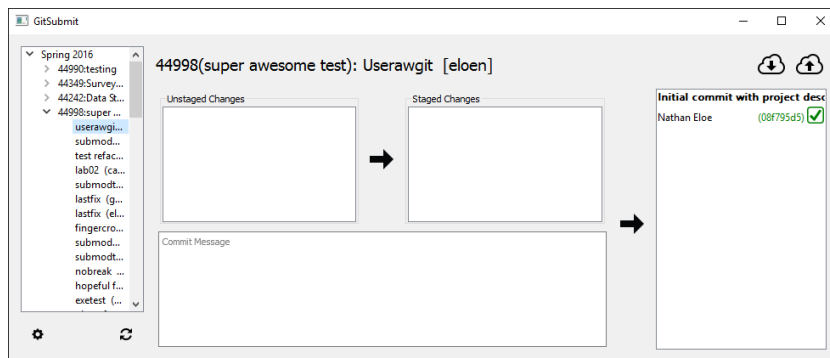 GitSubmit
Spring 2016
44990:testing
44349:Survey...
44242:Data St...
44998:super ...
userawgi...
submod...
test refac...
lab02 (ca...
submodt...
lastfix (g...
lastfix (el...
fingercro...
submod...
submodt...
nobreak ...
hopeful f...
exetest (...
44998(super awesome test): Userawgit [eloen]
Unstaged Changes
Staged Changes
Commit Message
Initial commit with project desc
Nathan Eloe (08f795d5)